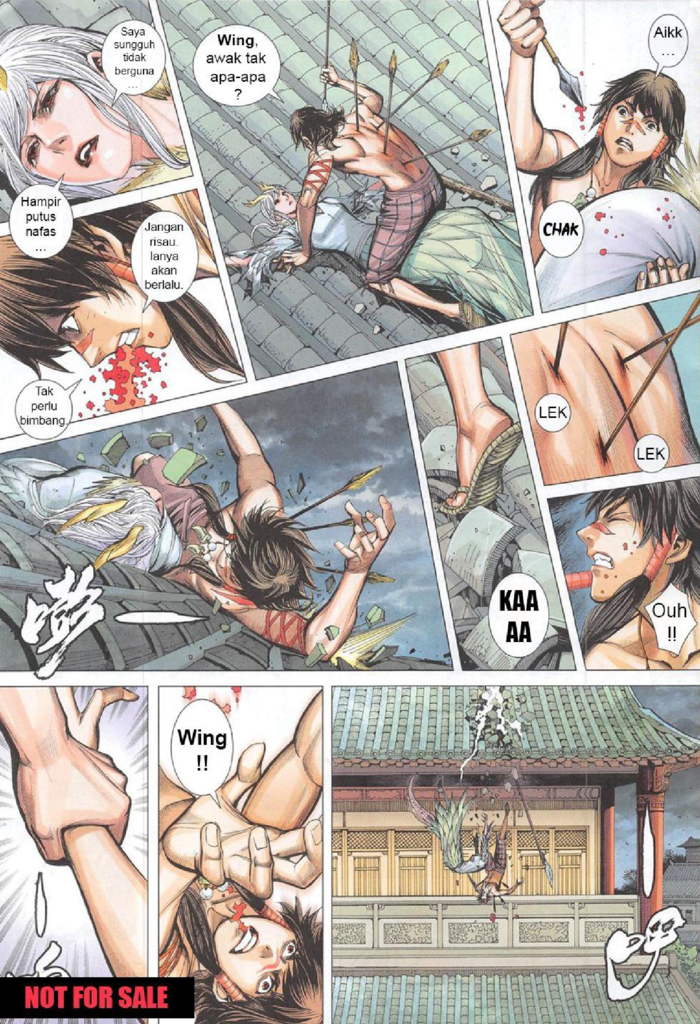 Saya
sungguh
tidak
berguna
Hampir
putus
nafas
...
Wing,
awak tak
apa-apa
?
Aikk
...
CHAK
Jangan
risau.
Ianya
akan
berlalu.
Tak
perlu
bimbang.
LEK
LEK
KAA
AA
Ouh
!!
嘭
Wing
!!
NOT FOR SALE